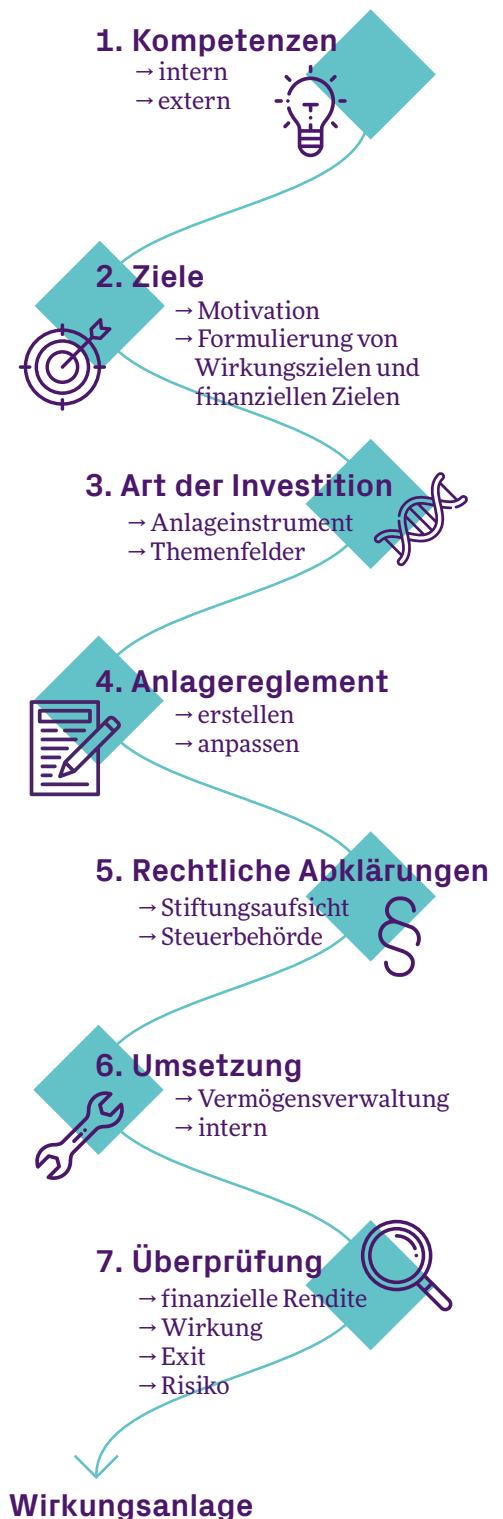 1. Kompetenzen
→ intern
→ extern
2. Ziele
→ Motivation
→ Formulierung von
Wirkungszielen und
finanziellen Zielen
3. Art der Investition
→ Anlageinstrument
→ Themenfelder
4. Anlagereglement
→ erstellen
→ anpassen
5. Rechtliche Abklärungen
→ Stiftungsaufsicht
→ Steuerbehörde
6. Umsetzung
→ Vermögensverwaltung
→ intern
7. Überprüfung
→ finanzielle Rendite
→ Wirkung
→ Exit
→ Risiko
Wirkungsanlage